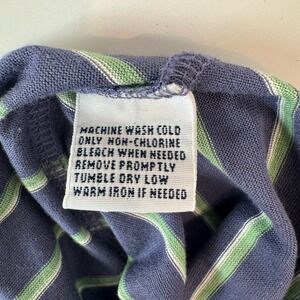 MACHINE WASH COLD
ONLY NON-CHLORINE
BLEACH WHEN NEEDED
REMOVE PROMPTLY
TUMBLE DRY LOW
WARM IRON IF NEEDED